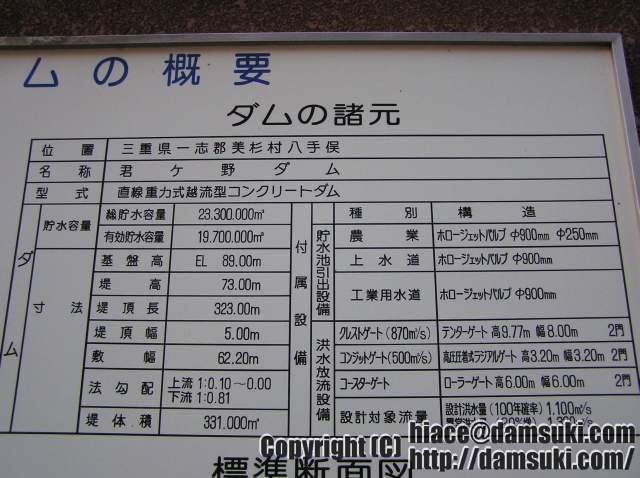 ムの概要
ダムの諸元
位置 三重県一志郡美杉村八手俣
名称 君ケ野ダム
型式 直線重力式越流型コンクリートダム
ダム
貯水容量
総貯水容量 23.300.000㎥
有効貯水容量 19.700.000㎥
寸法
基盤高 EL 89.00m
堤高 73.00m
堤頂長 323.00m
堤頂幅 5.00m
敷幅 62.20m
法勾配 上流 1:0.10～0.00
下流 1:0.81
堤体積 331.000㎥
付属設備
種別 構造
貯水池引出設備
農業 ホロージェットバルブ Φ900mm Φ250mm
上水道 ホロージェットバルブ Φ900mm
工業用水道 ホロージェットバルブ Φ900mm
洪水放流設備
クレストゲート (870㎥/s) テンターゲート 高9.77m 幅8.00m 2門
コンジットゲート(500㎥/s) 高圧圧着式ラジアルゲート 高3.20m 幅3.20m 2門
コースターゲート ローラーゲート 高6.00m 幅6.00m 2門
設計対象流量 設計洪水量 (100年確率) 1,100㎥/s
標準断面図
Copyright (C) hiace@damsuki.com
http://damsuki.com/